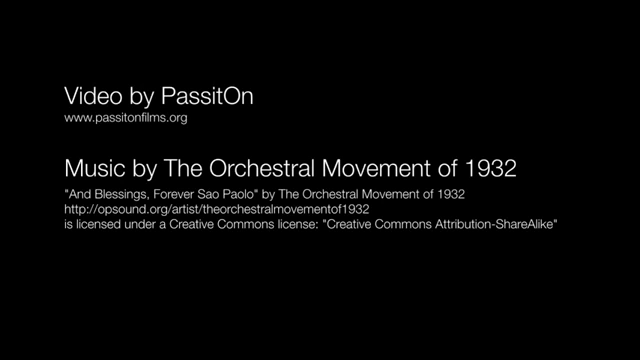 Video by PassitOn
www.passitonfilms.org
Music by The Orchestral Movement of 1932
"And Blessings, Forever Sao Paolo" by The Orchestral Movement of 1932
http://opsound.org/artist/theorchestralmovementof1932
is licensed under a Creative Commons license: "Creative Commons Attribution-ShareAlike"